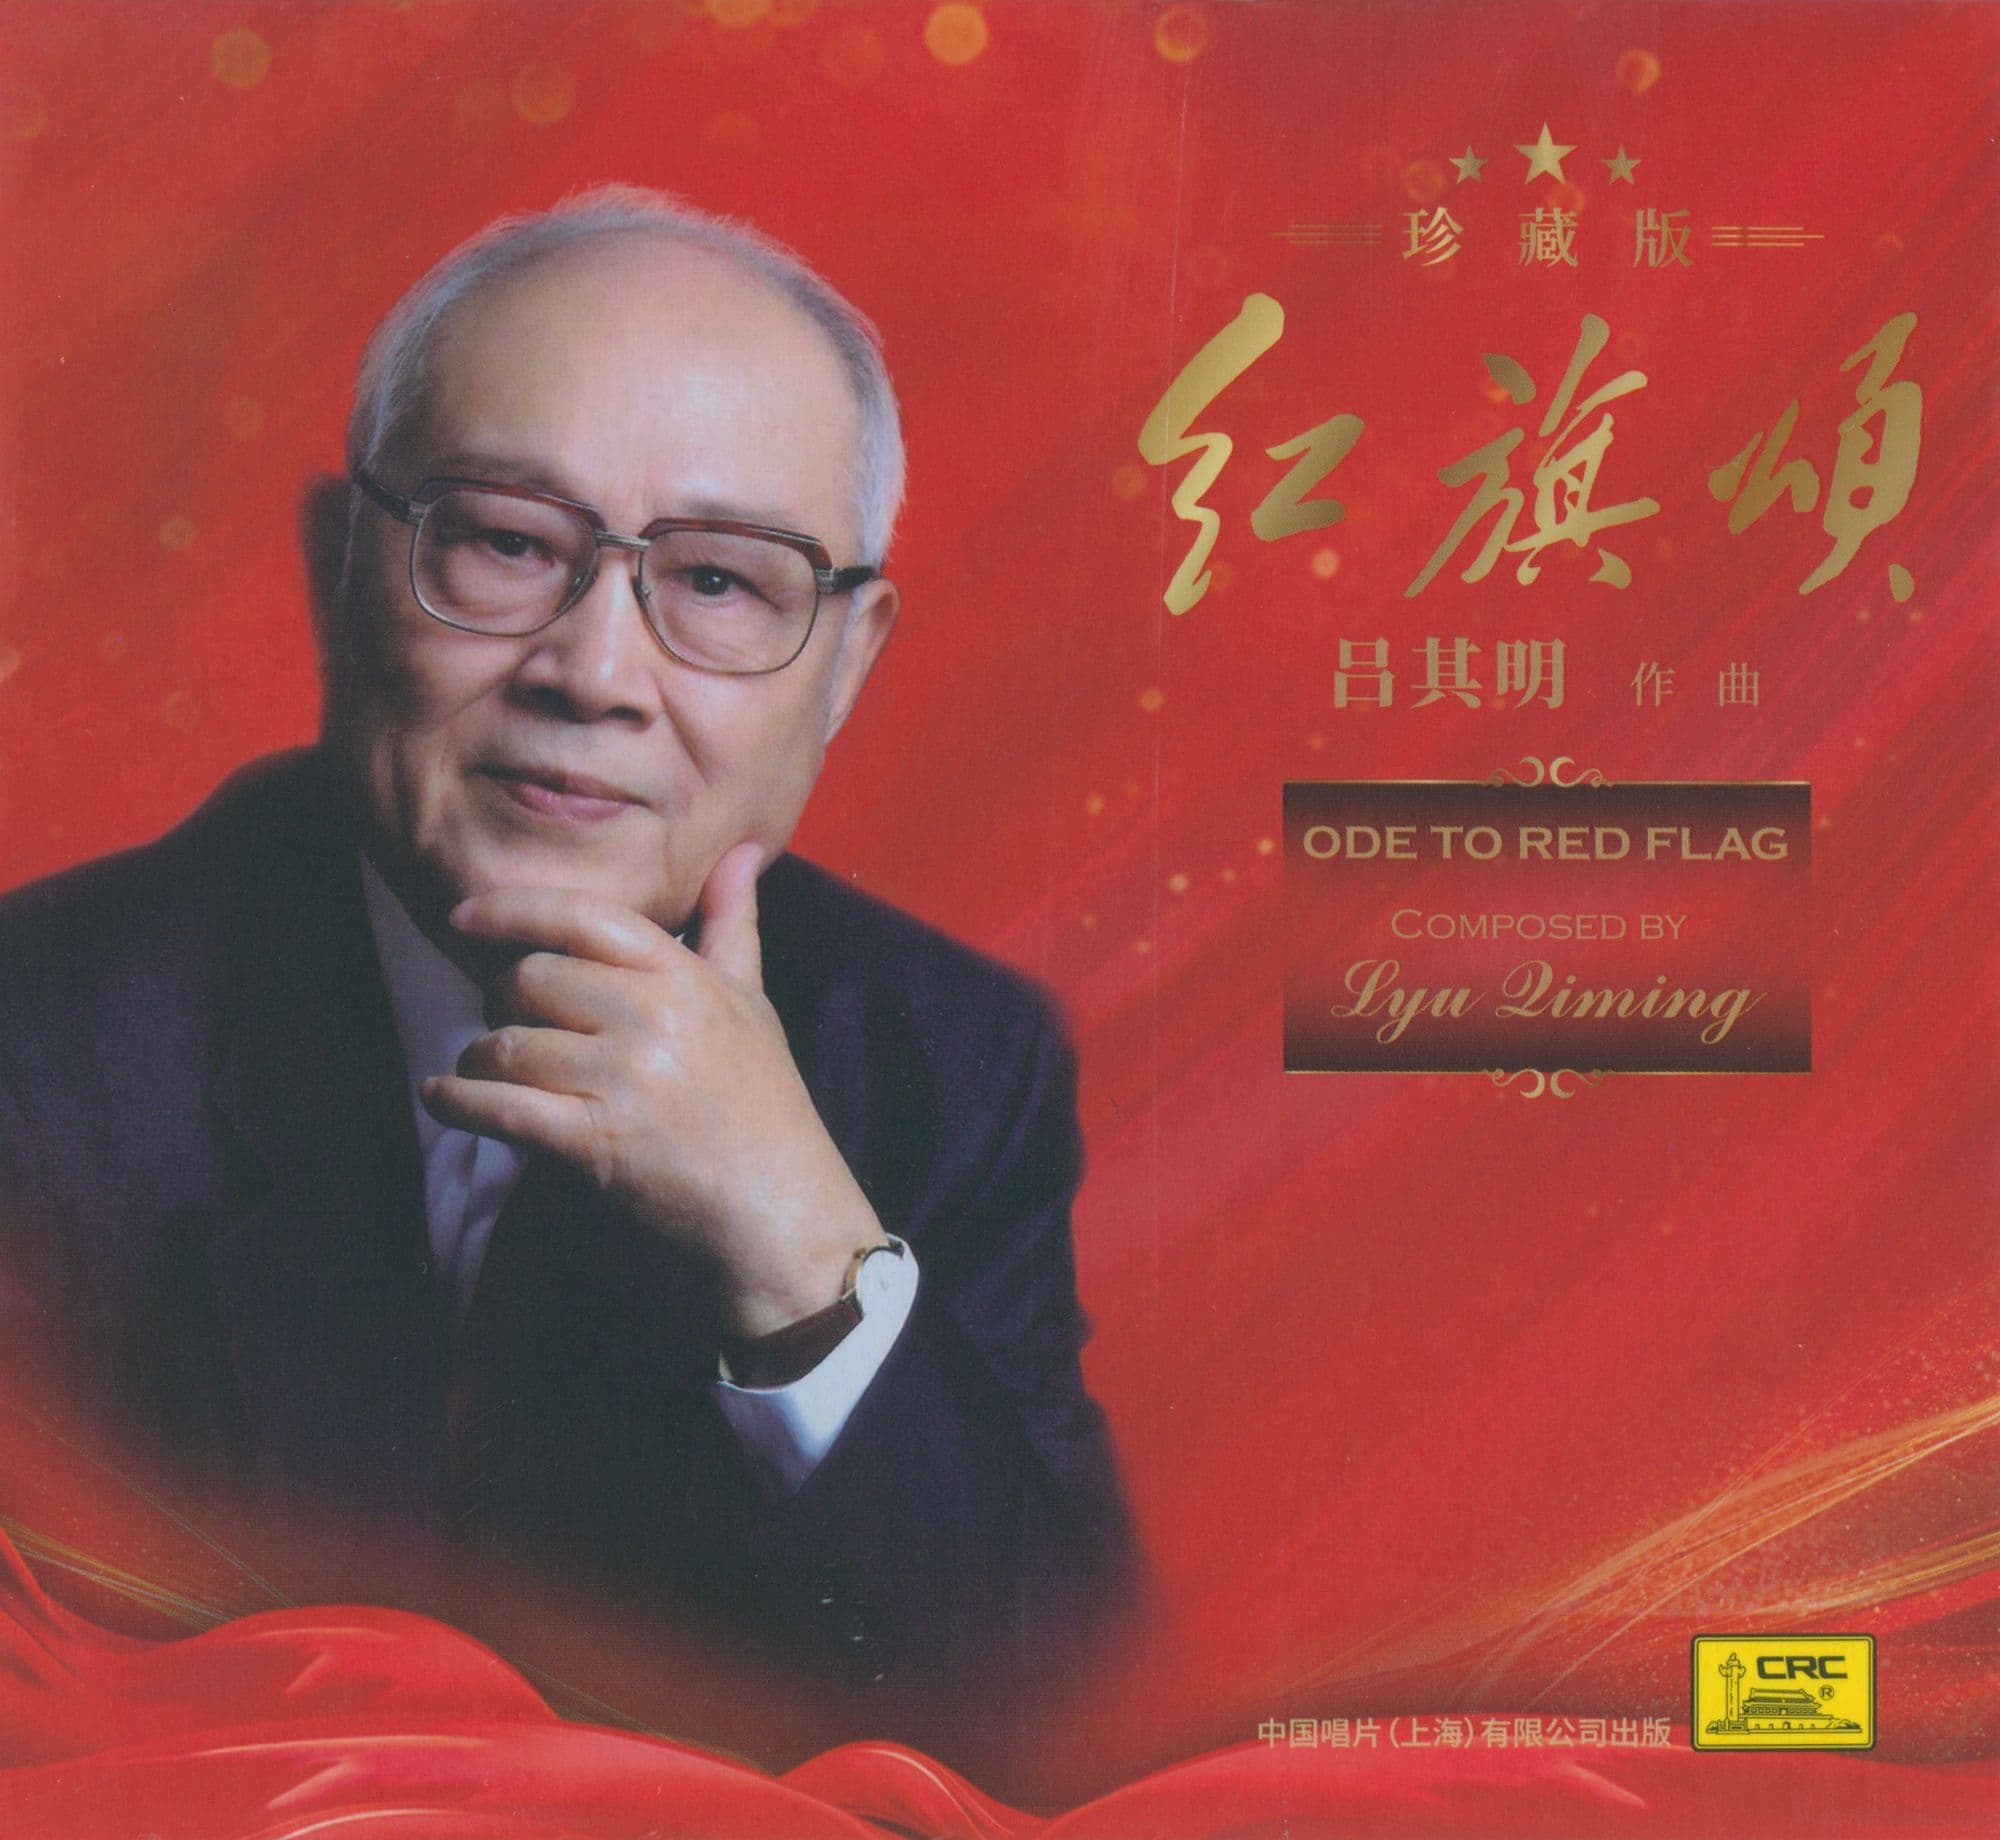 珍藏版
红旗颂
吕其明 作曲
ODE TO RED FLAG
COMPOSED BY
Lyu Qiming
CRC
®
中国唱片(上海)有限公司出版